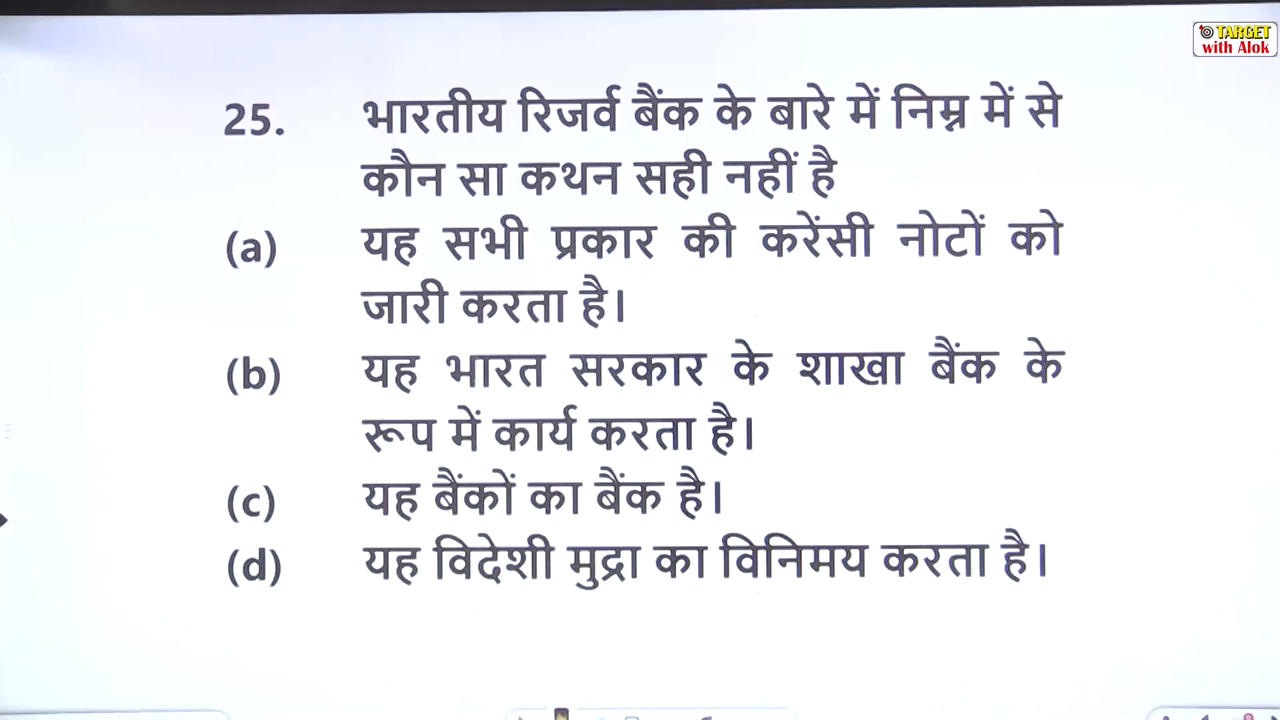 TARGET
with Alok
25. भारतीय रिजर्व बैंक के बारे में निम्न में से
कौन सा कथन सही नहीं है
(a) यह सभी प्रकार की करेंसी नोटों को
जारी करता है।
(b) यह भारत सरकार के शाखा बैंक के
रूप में कार्य करता है।
(c) यह बैंकों का बैंक है।
(d) यह विदेशी मुद्रा का विनिमय करता है।